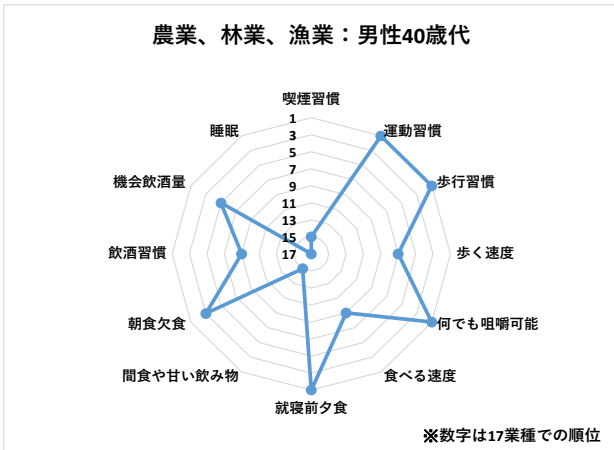 農業、林業、漁業：男性40歳代
喫煙習慣
運動習慣
歩行習慣
歩く速度
何でも咀嚼可能
食べる速度
就寝前夕食
間食や甘い飲み物
朝食欠食
飲酒習慣
機会飲酒量
睡眠
1
3
5
7
9
11
13
15
17
※数字は17業種での順位